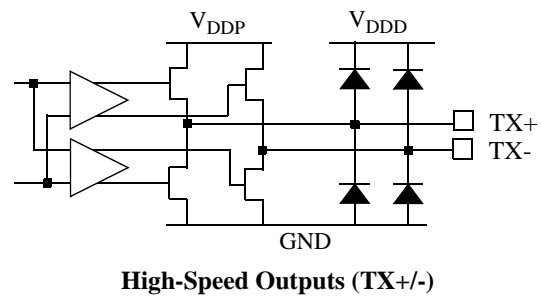 VDDP
VDDD
TX+
TX-
GND
High-Speed Outputs (TX+/-)